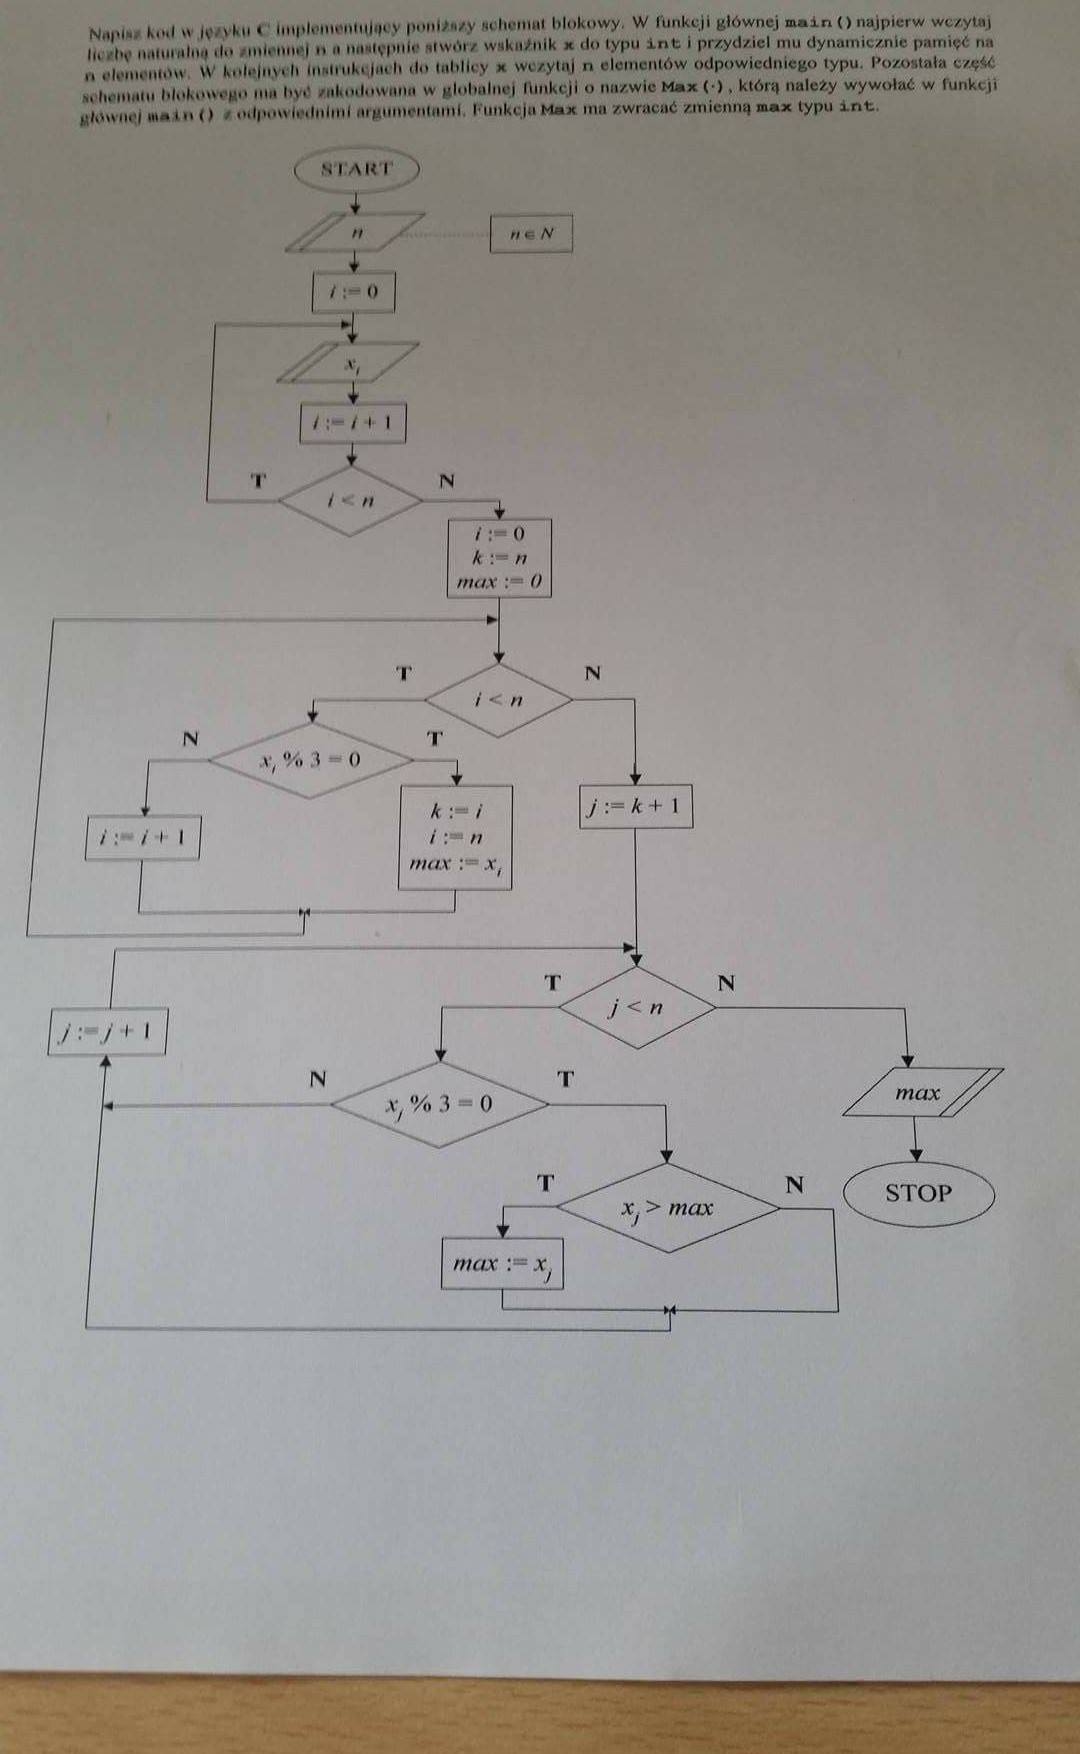 Napisz kod w języku C implementujący poniższy schemat blokowy. W funkcji głównej main () najpierw wczytaj
liczbę naturalną do zmiennej n a następnie stwórz wskaźnik x do typu int i przydziel mu dynamicznie pamięć na
n elementów. W kolejnych instrukcjach do tablicy x wczytaj n elementów odpowiedniego typu. Pozostała część
schematu blokowego ma być zakodowana w globalnej funkcji o nazwie Max (·), którą należy wywołać w funkcji
głównej main () z odpowiednimi argumentami. Funkcja Max ma zwracać zmienną max typu int.
START
n
n ∈ N
i := 0
x_i
i := i + 1
T
N
i < n
i := 0
k := n
max := 0
T
N
i < n
N
T
x_i % 3 = 0
k := i
i := n
max := x_i
i := i + 1
j := k + 1
T
N
j < n
j := j + 1
N
T
x_j % 3 = 0
max
T
N
x_j > max
STOP
max := x_j